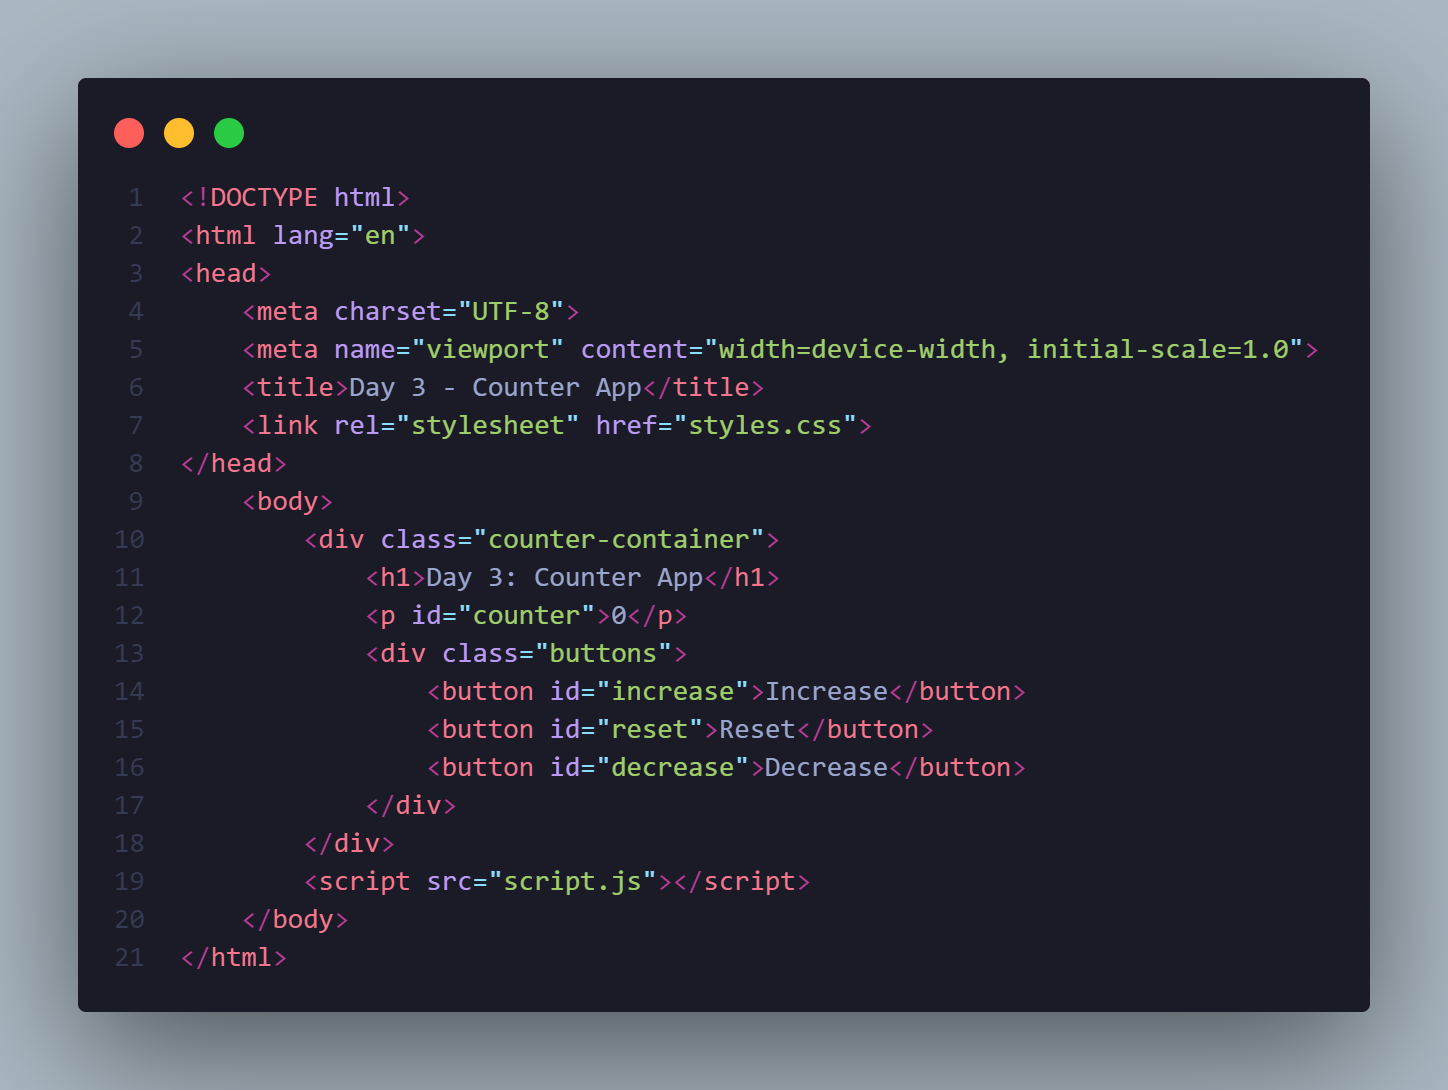 1 <!DOCTYPE html>
2 <html lang="en">
3 <head>
4     <meta charset="UTF-8">
5     <meta name="viewport" content="width=device-width, initial-scale=1.0">
6     <title>Day 3 - Counter App</title>
7     <link rel="stylesheet" href="styles.css">
8 </head>
9     <body>
10         <div class="counter-container">
11             <h1>Day 3: Counter App</h1>
12             <p id="counter">0</p>
13             <div class="buttons">
14                 <button id="increase">Increase</button>
15                 <button id="reset">Reset</button>
16                 <button id="decrease">Decrease</button>
17             </div>
18         </div>
19         <script src="script.js"></script>
20     </body>
21 </html>